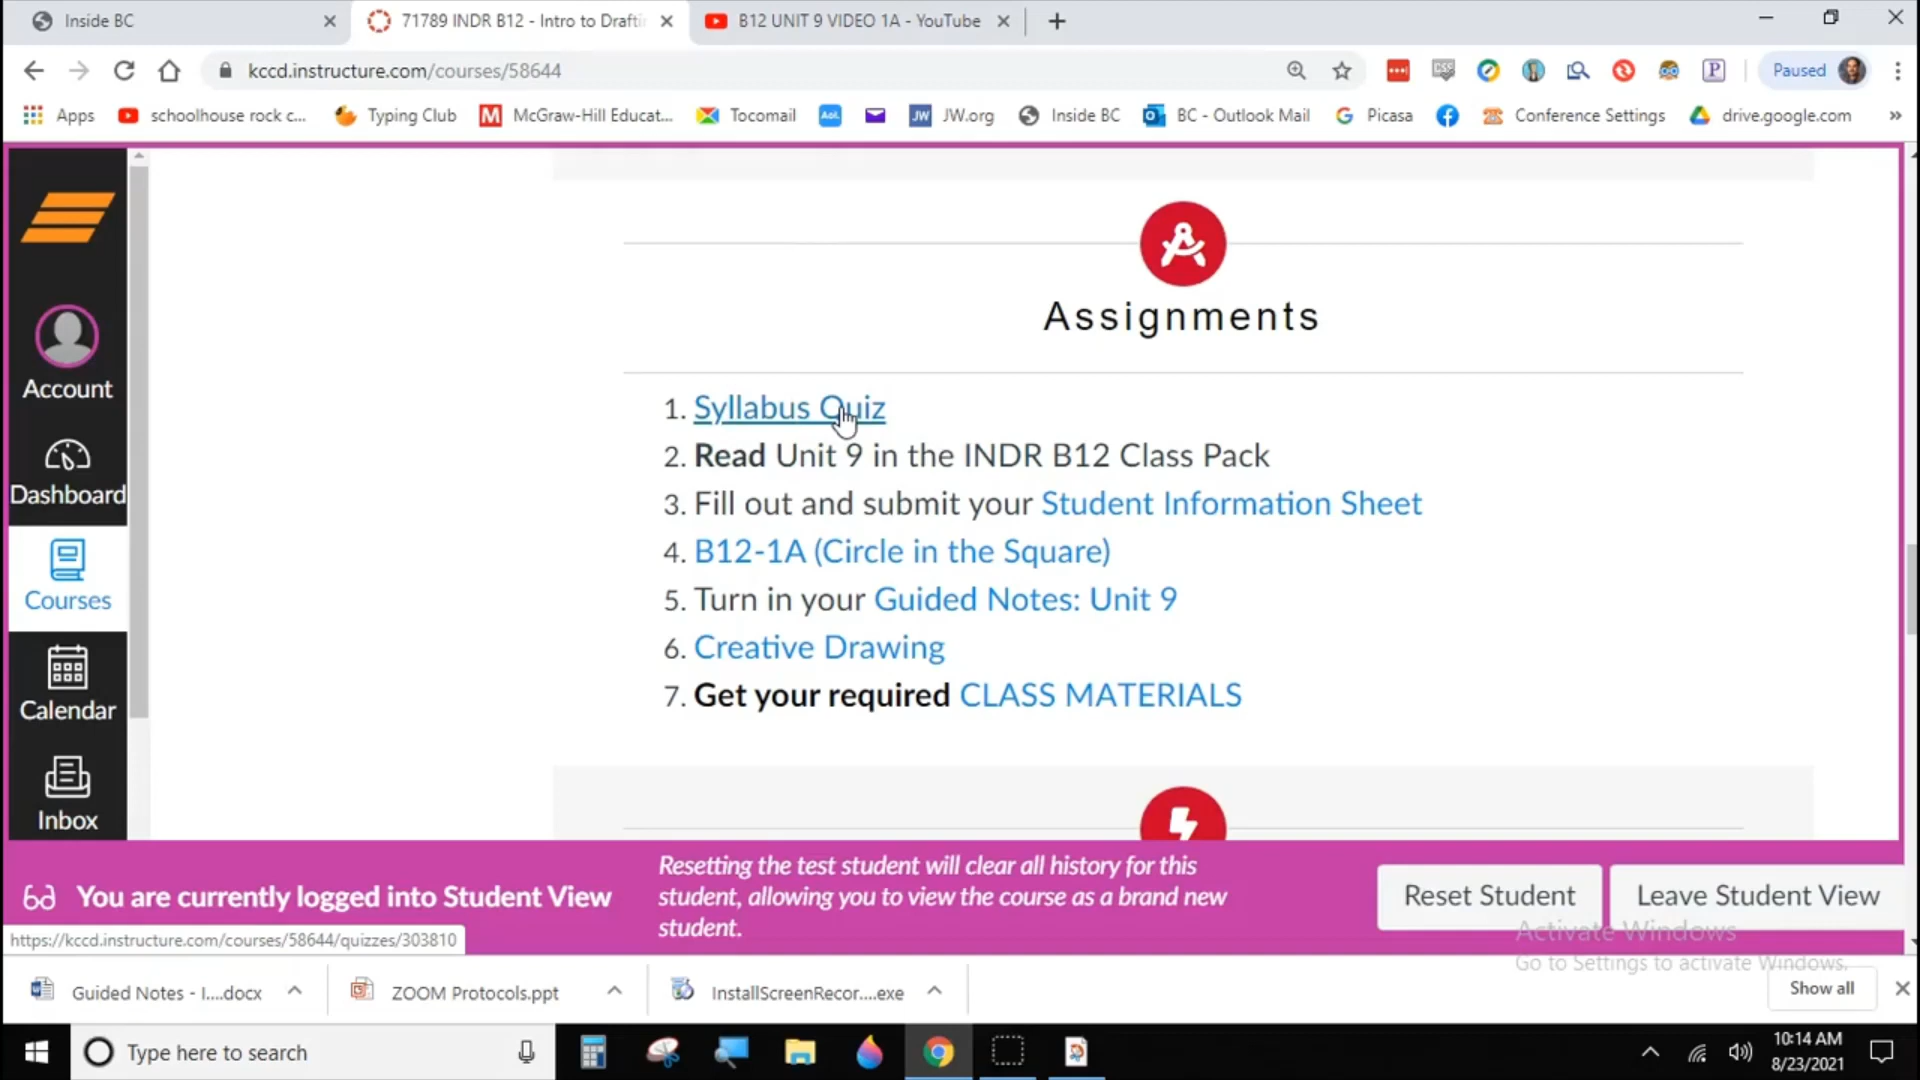 Inside BC
71789 INDR B12 - Intro to Drafti
B12 UNIT 9 VIDEO 1A - YouTube
kccd.instructure.com/courses/58644
Paused
Apps
schoolhouse rock c...
Typing Club
McGraw-Hill Educat...
Tocomail
Aol.
JW
JW.org
Inside BC
BC - Outlook Mail
Picasa
Conference Settings
drive.google.com
Assignments
1. Syllabus Quiz
2. Read Unit 9 in the INDR B12 Class Pack
3. Fill out and submit your Student Information Sheet
4. B12-1A (Circle in the Square)
5. Turn in your Guided Notes: Unit 9
6. Creative Drawing
7. Get your required CLASS MATERIALS
Account
Dashboard
Courses
Calendar
Inbox
You are currently logged into Student View
Resetting the test student will clear all history for this
student, allowing you to view the course as a brand new
student.
Reset Student
Leave Student View
Activate Windows
Go to Settings to activate Windows.
https://kccd.instructure.com/courses/58644/quizzes/303810
Guided Notes - I....docx
ZOOM Protocols.ppt
InstallScreenRecor....exe
Show all
Type here to search
10:14 AM
8/23/2021